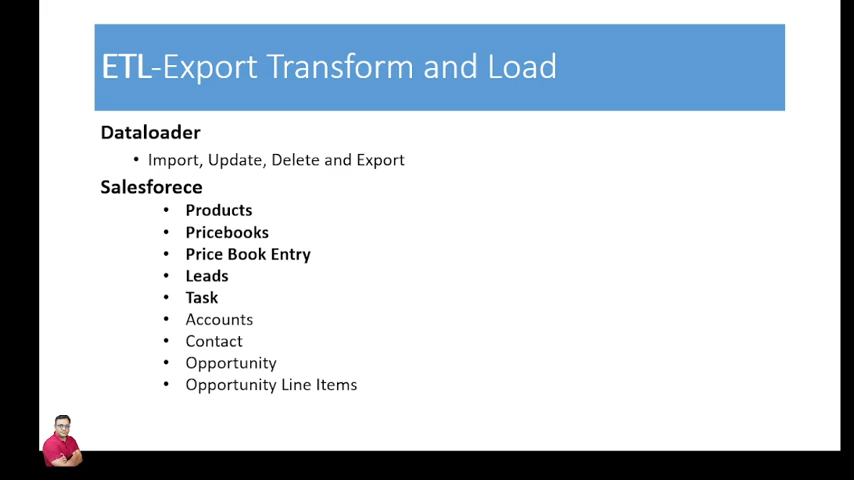 ETL-Export Transform and Load
Dataloader
• Import, Update, Delete and Export
Salesforece
• Products
• Pricebooks
• Price Book Entry
• Leads
• Task
• Accounts
• Contact
• Opportunity
• Opportunity Line Items